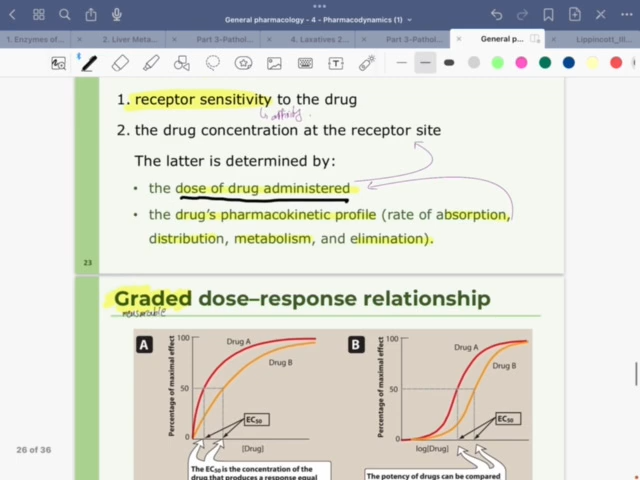 General pharmacology - 4 - Pharmacodynamics (1)
1. Enzymes of...
2. Liver Meta...
Part 3-Pathol...
4. Laxatives 2...
Part 3-Pathol...
General p...
Lippincott_Ill...
1. receptor sensitivity to the drug
↳ affinity.
2. the drug concentration at the receptor site
The latter is determined by:
• the dose of drug administered
• the drug's pharmacokinetic profile (rate of absorption,
distribution, metabolism, and elimination).
23
Graded dose–response relationship
measurable
A
Percentage of maximal effect
100
50
0
Drug A
Drug B
EC50
[Drug]
The EC50 is the concentration of the
drug that produces a response equal
B
Percentage of maximal effect
100
50
0
Drug A
Drug B
EC50
log[Drug]
The potency of drugs can be compared
26 of 36